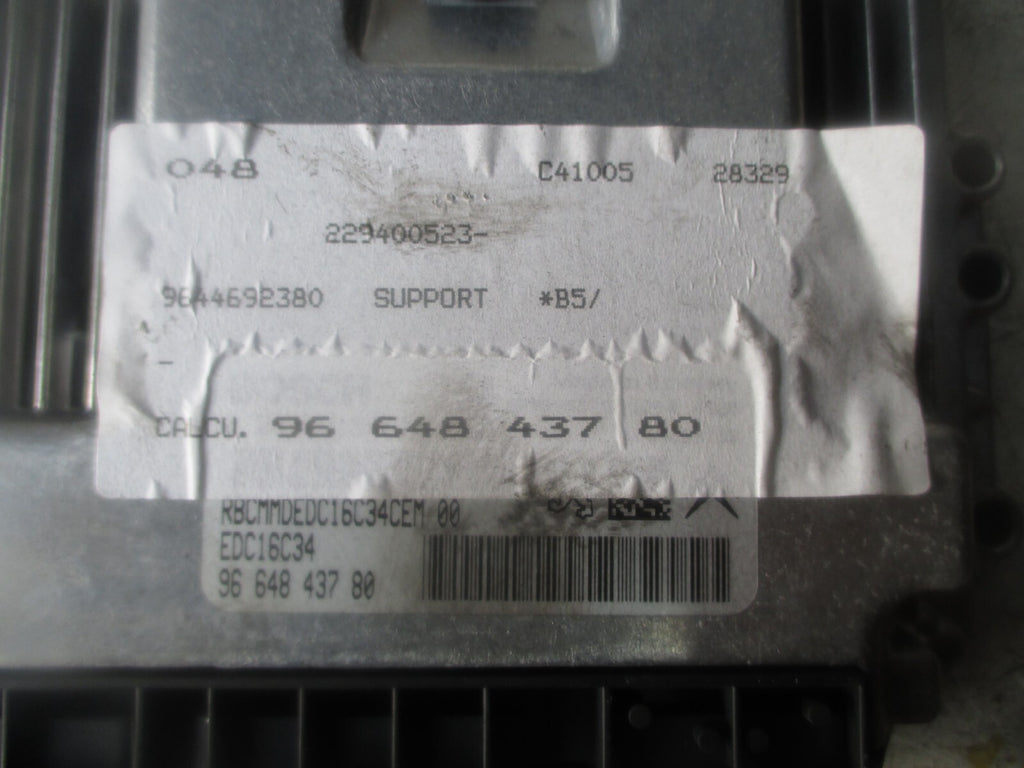 048 C41005 28329
229400523-
9644692380 SUPPORT *B5/
-
CALCU. 96 648 437 80
RBCMMDEDC16C34CEM 00
EDC16C34
96 648 437 80